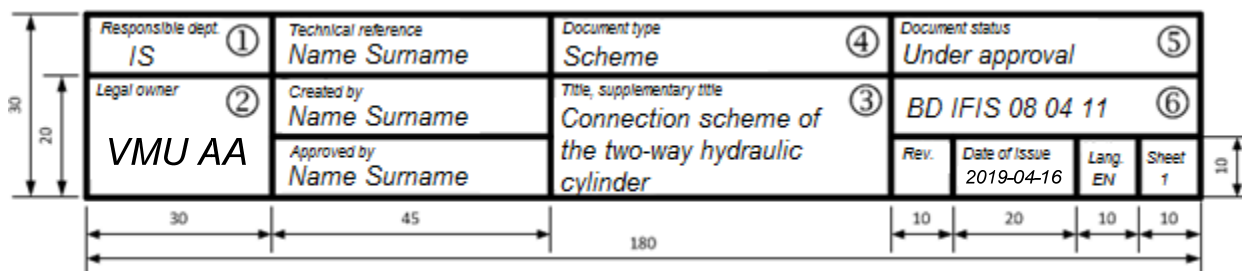 Responsible dept. ① Technical reference Document type ④ Document status ⑤
IS Name Surname Scheme Under approval
Legal owner ② Created by Title, supplementary title ③ BD IFIS 08 04 11 ⑥
VMU AA Name Surname Connection scheme of
the two-way hydraulic
cylinder
Approved by
Name Surname
Rev. Date of Issue Lang. Sheet
2019-04-16 EN 1
30
20
10
30 45 10 20 10 10
180